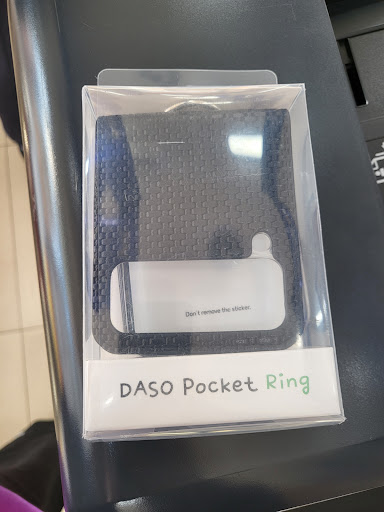 Don't remove the sticker.
DASO Pocket Ring